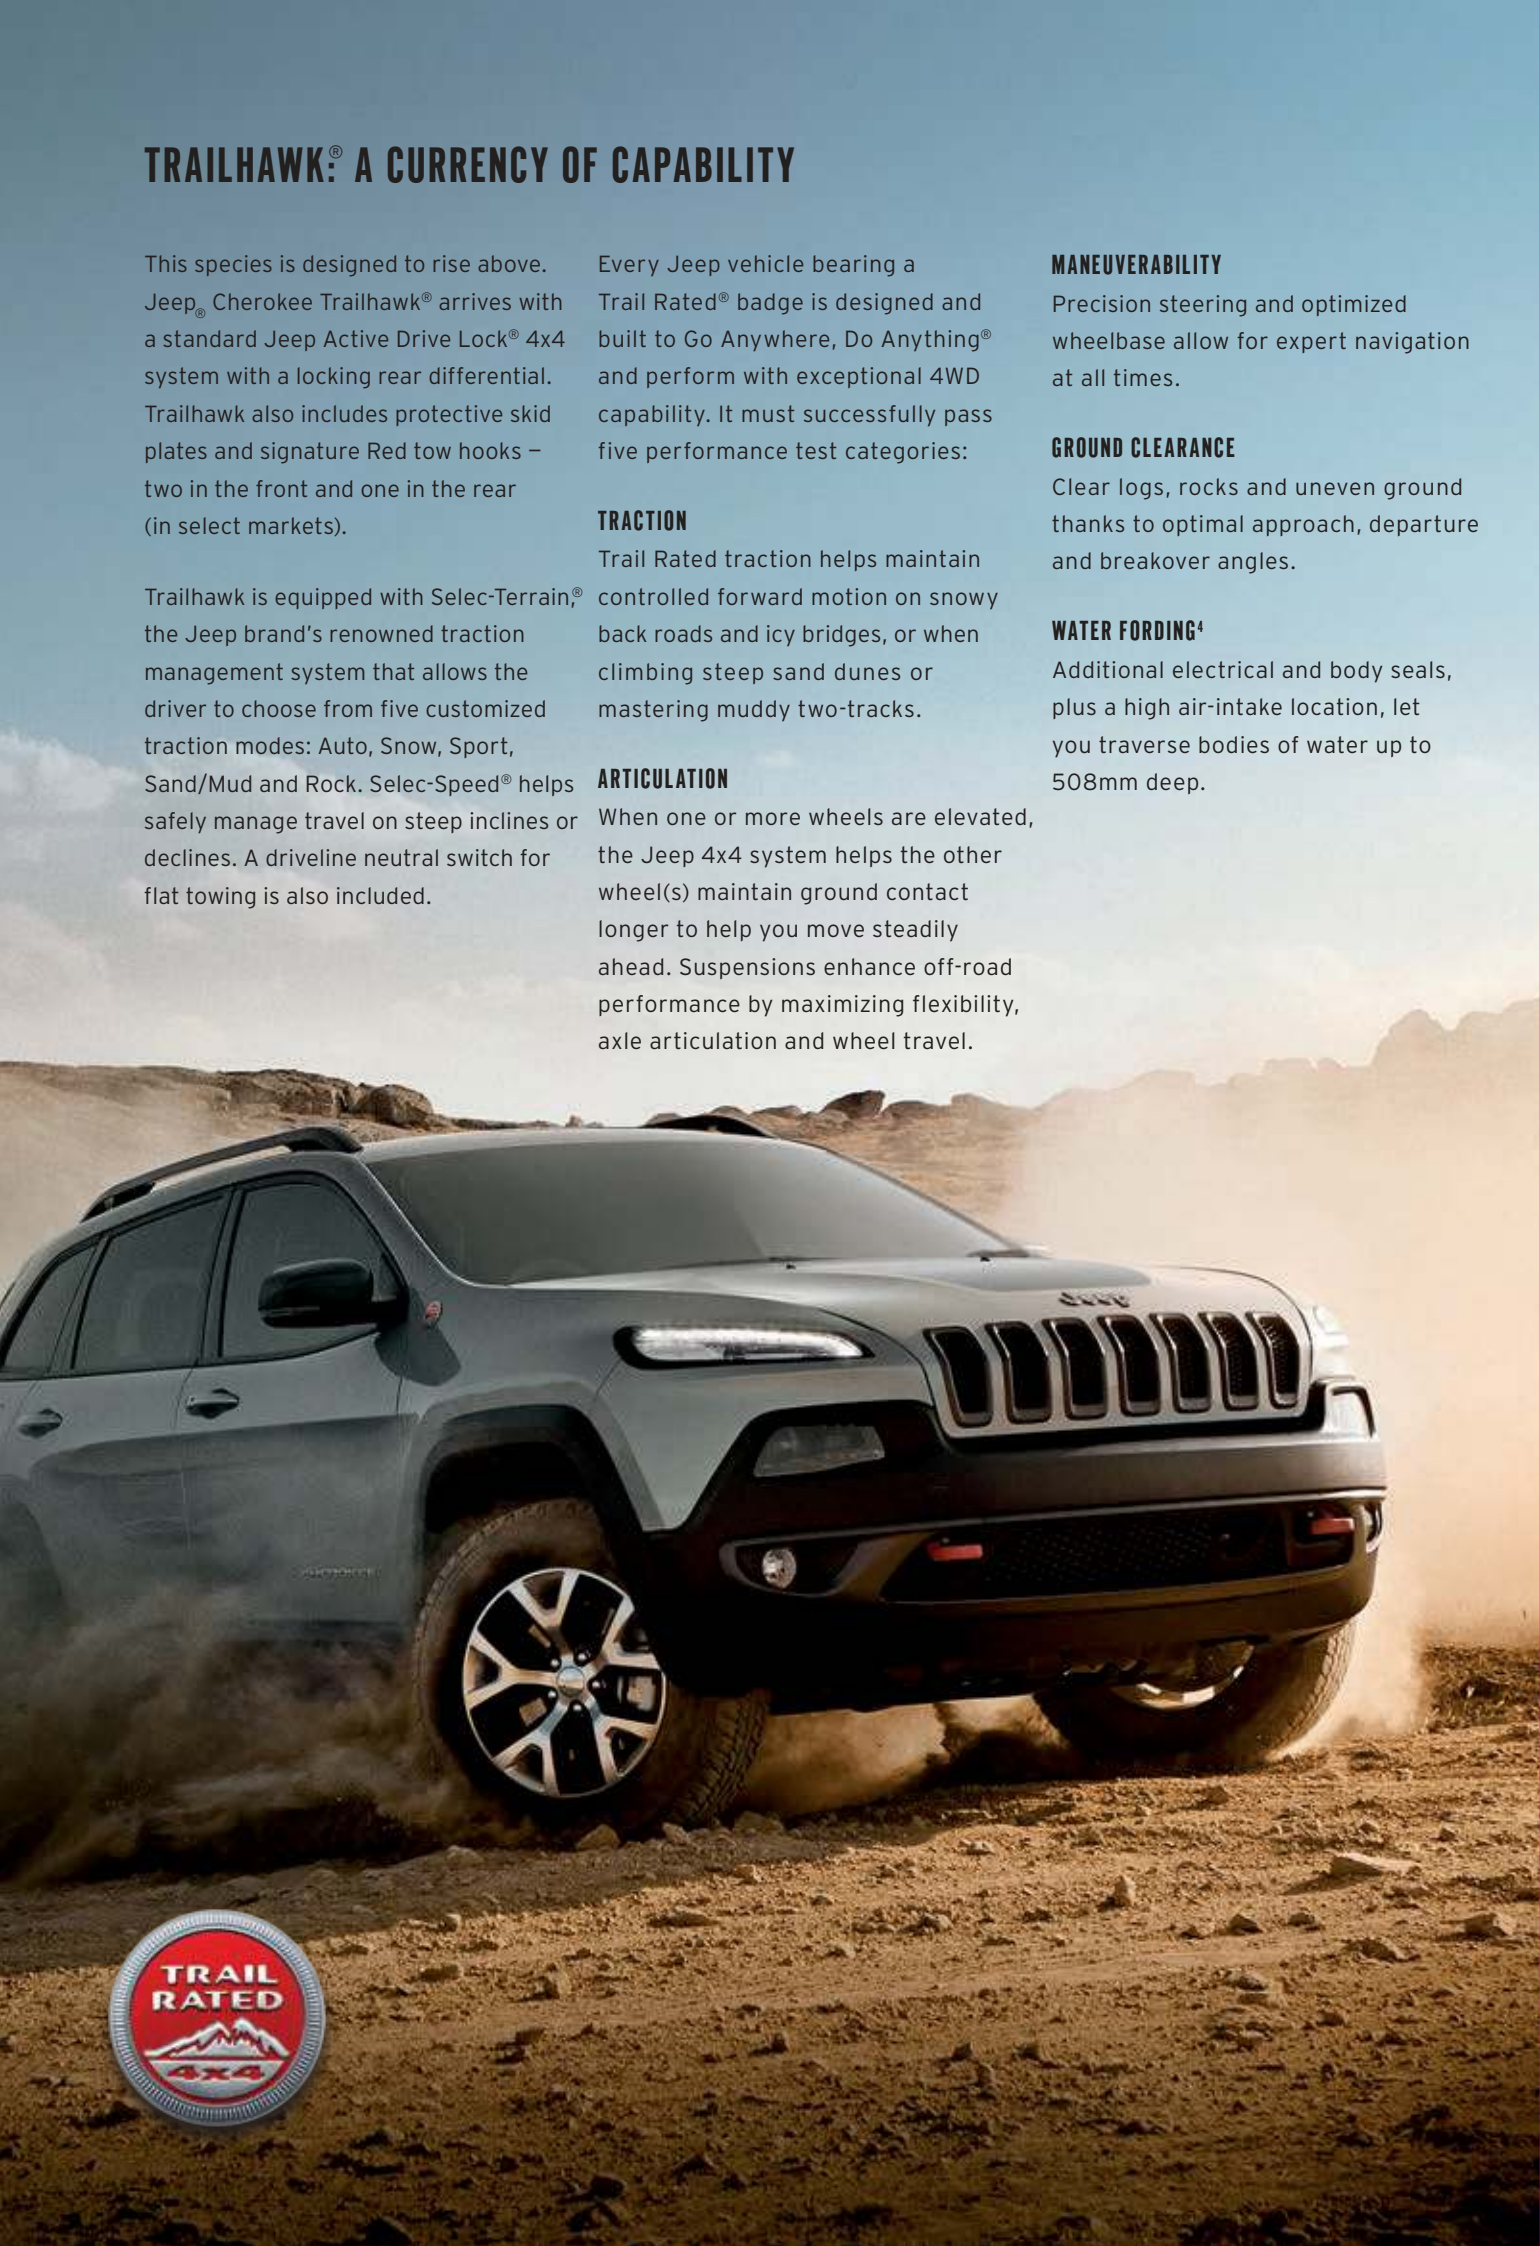 TRAILHAWK:® A CURRENCY OF CAPABILITY
This species is designed to rise above.
Jeep® Cherokee Trailhawk® arrives with
a standard Jeep Active Drive Lock® 4x4
system with a locking rear differential.
Trailhawk also includes protective skid
plates and signature Red tow hooks –
two in the front and one in the rear
(in select markets).
Trailhawk is equipped with Selec-Terrain,®
the Jeep brand’s renowned traction
management system that allows the
driver to choose from five customized
traction modes: Auto, Snow, Sport,
Sand/Mud and Rock. Selec-Speed® helps
safely manage travel on steep inclines or
declines. A driveline neutral switch for
flat towing is also included.
Every Jeep vehicle bearing a
Trail Rated® badge is designed and
built to Go Anywhere, Do Anything®
and perform with exceptional 4WD
capability. It must successfully pass
five performance test categories:
TRACTION
Trail Rated traction helps maintain
controlled forward motion on snowy
back roads and icy bridges, or when
climbing steep sand dunes or
mastering muddy two-tracks.
ARTICULATION
When one or more wheels are elevated,
the Jeep 4x4 system helps the other
wheel(s) maintain ground contact
longer to help you move steadily
ahead. Suspensions enhance off-road
performance by maximizing flexibility,
axle articulation and wheel travel.
MANEUVERABILITY
Precision steering and optimized
wheelbase allow for expert navigation
at all times.
GROUND CLEARANCE
Clear logs, rocks and uneven ground
thanks to optimal approach, departure
and breakover angles.
WATER FORDING⁴
Additional electrical and body seals,
plus a high air-intake location, let
you traverse bodies of water up to
508mm deep.
Jeep
CHEROKEE
TRAIL
RATED
4x4